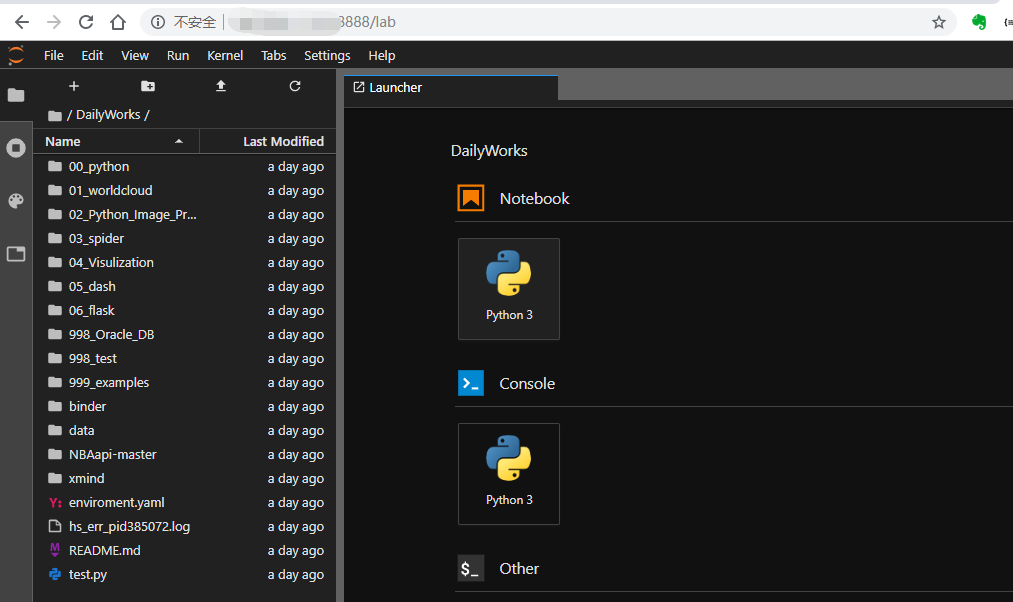 不安全 8888/lab
File Edit View Run Kernel Tabs Settings Help
Launcher
/ DailyWorks /
Name Last Modified
00_python a day ago
01_worldcloud a day ago
02_Python_Image_Pr... a day ago
03_spider a day ago
04_Visulization a day ago
05_dash a day ago
06_flask a day ago
998_Oracle_DB a day ago
998_test a day ago
999_examples a day ago
binder a day ago
data a day ago
NBAapi-master a day ago
xmind a day ago
Y: enviroment.yaml a day ago
hs_err_pid385072.log a day ago
M README.md a day ago
test.py a day ago
DailyWorks
Notebook
Python 3
Console
Python 3
$_ Other